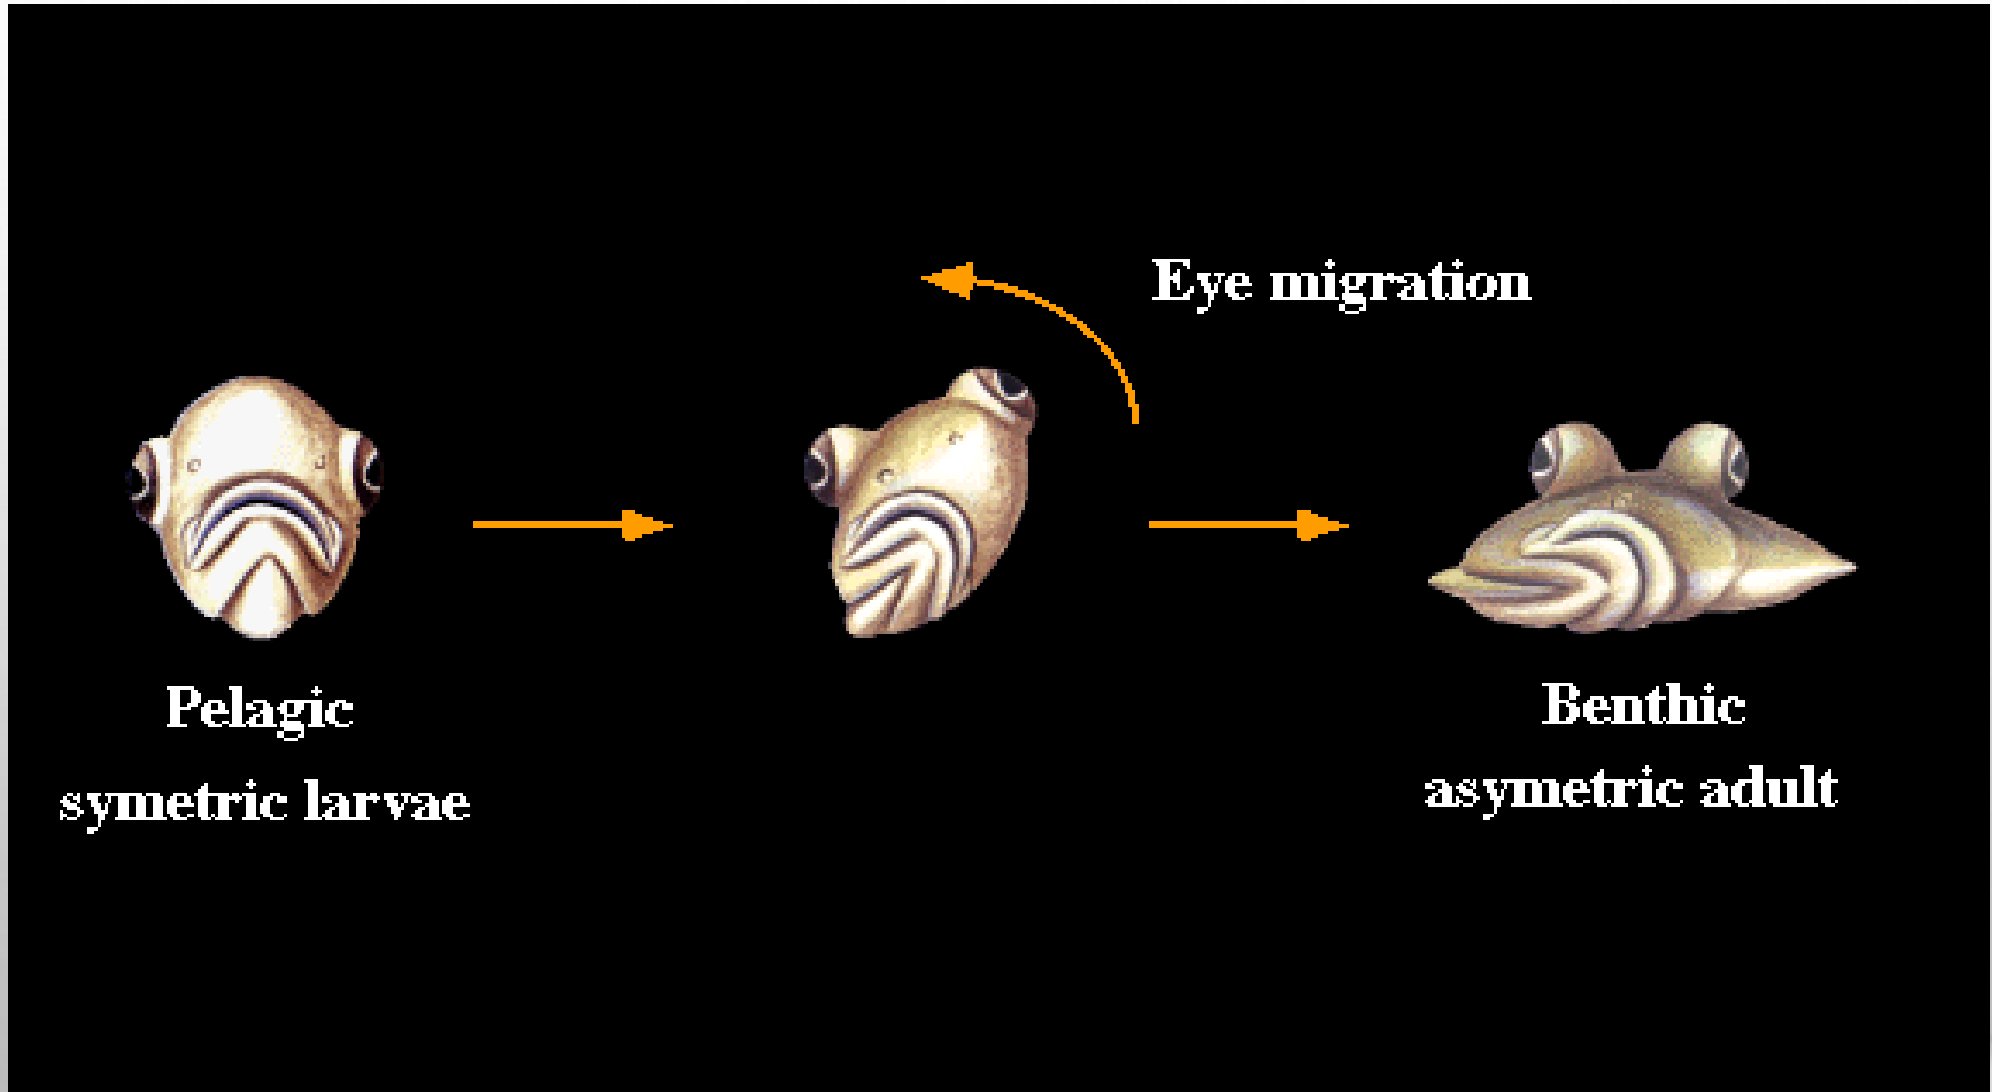 Eye migration
Pelagic
symetric larvae
Benthic
asymetric adult